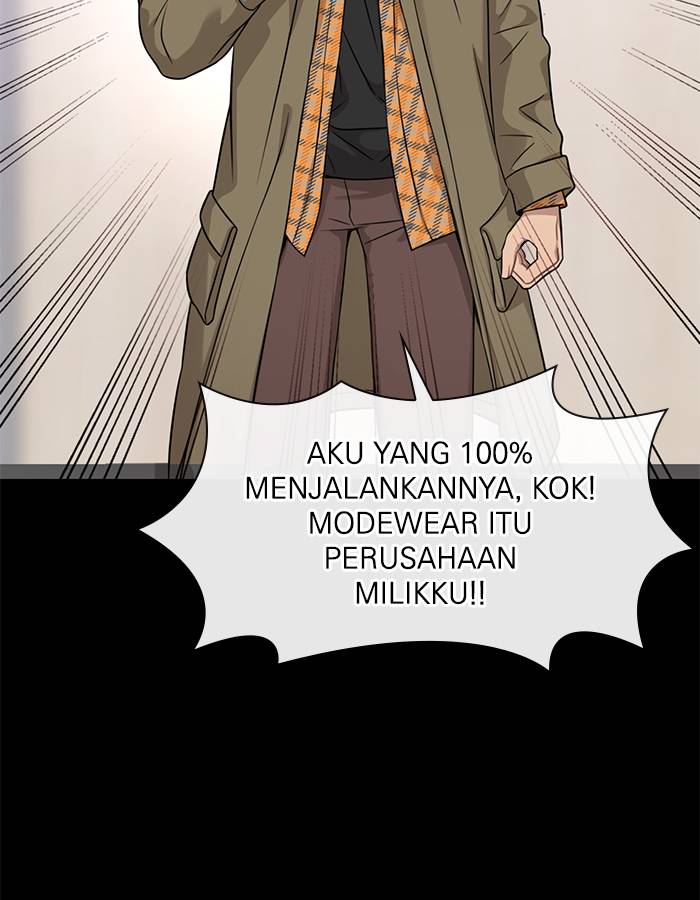 AKU YANG 100%
MENJALANKANNYA, KOK!
MODEWEAR ITU
PERUSAHAAN
MILIKKU!!